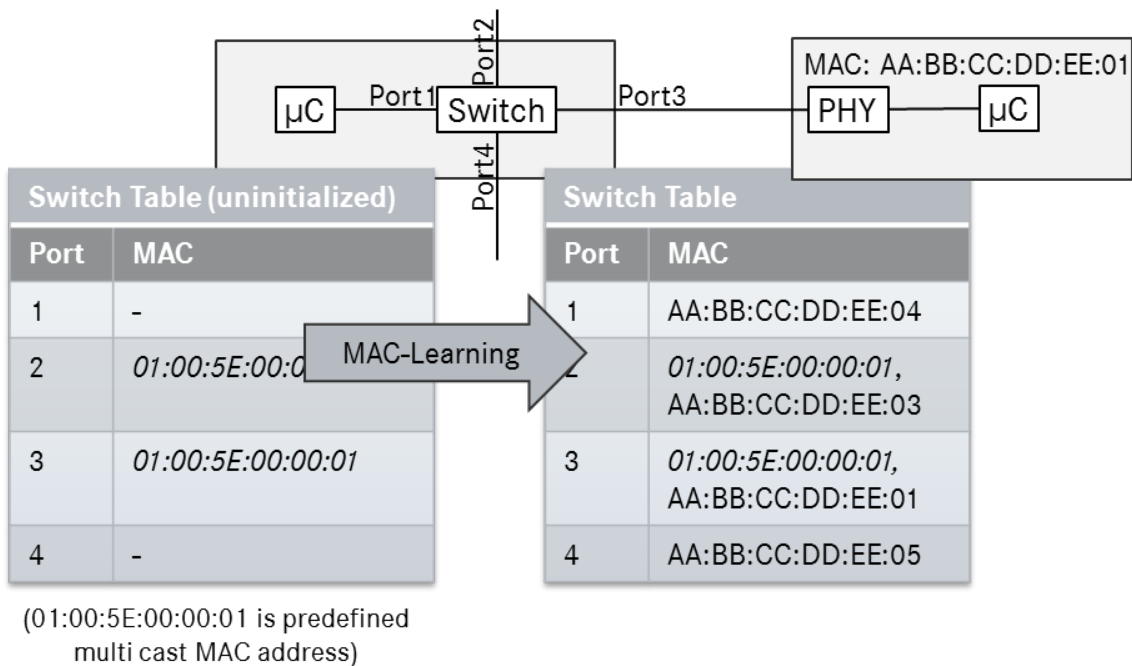 Port2
MAC: AA:BB:CC:DD:EE:01
µC
Port1
Switch
Port3
PHY
µC
Port4
Switch Table (uninitialized)
Port MAC
1 -
2 01:00:5E:00:0
3 01:00:5E:00:00:01
4 -
MAC-Learning
Switch Table
Port MAC
1 AA:BB:CC:DD:EE:04
2 01:00:5E:00:00:01,
AA:BB:CC:DD:EE:03
3 01:00:5E:00:00:01,
AA:BB:CC:DD:EE:01
4 AA:BB:CC:DD:EE:05
(01:00:5E:00:00:01 is predefined
multi cast MAC address)